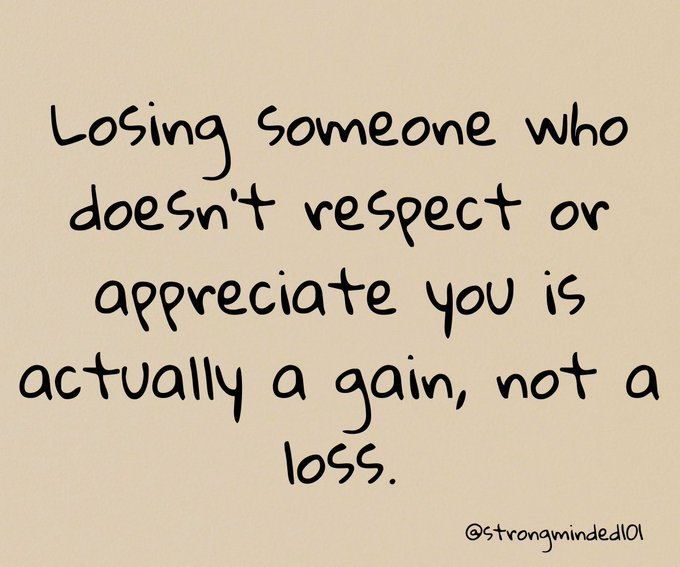 Losing someone who
doesn't respect or
appreciate you is
actually a gain, not a
loss.
@strongminded101